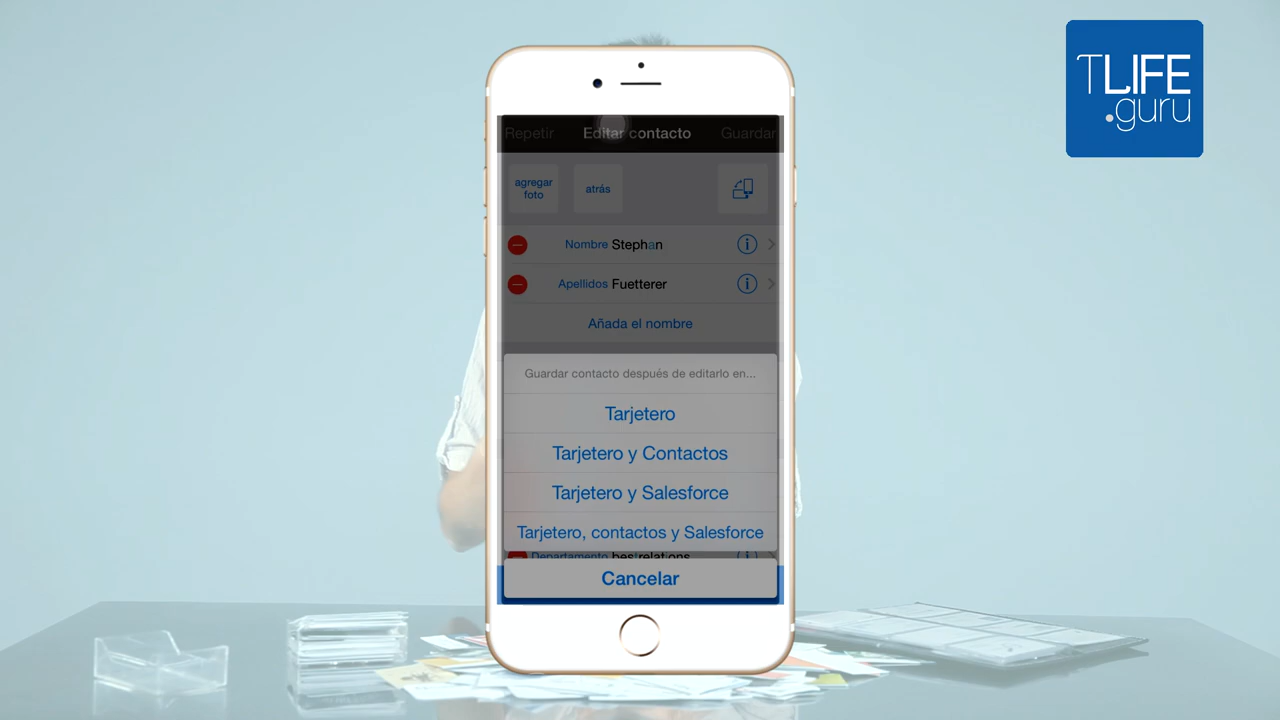 TLIFE
.guru
Repetir Editar contacto Guardar
agregar
foto
atrás
Nombre Stephan
Apellidos Fuetterer
Añada el nombre
Guardar contacto después de editarlo en...
Tarjetero
Tarjetero y Contactos
Tarjetero y Salesforce
Tarjetero, contactos y Salesforce
Departamento bestrelations
Cancelar